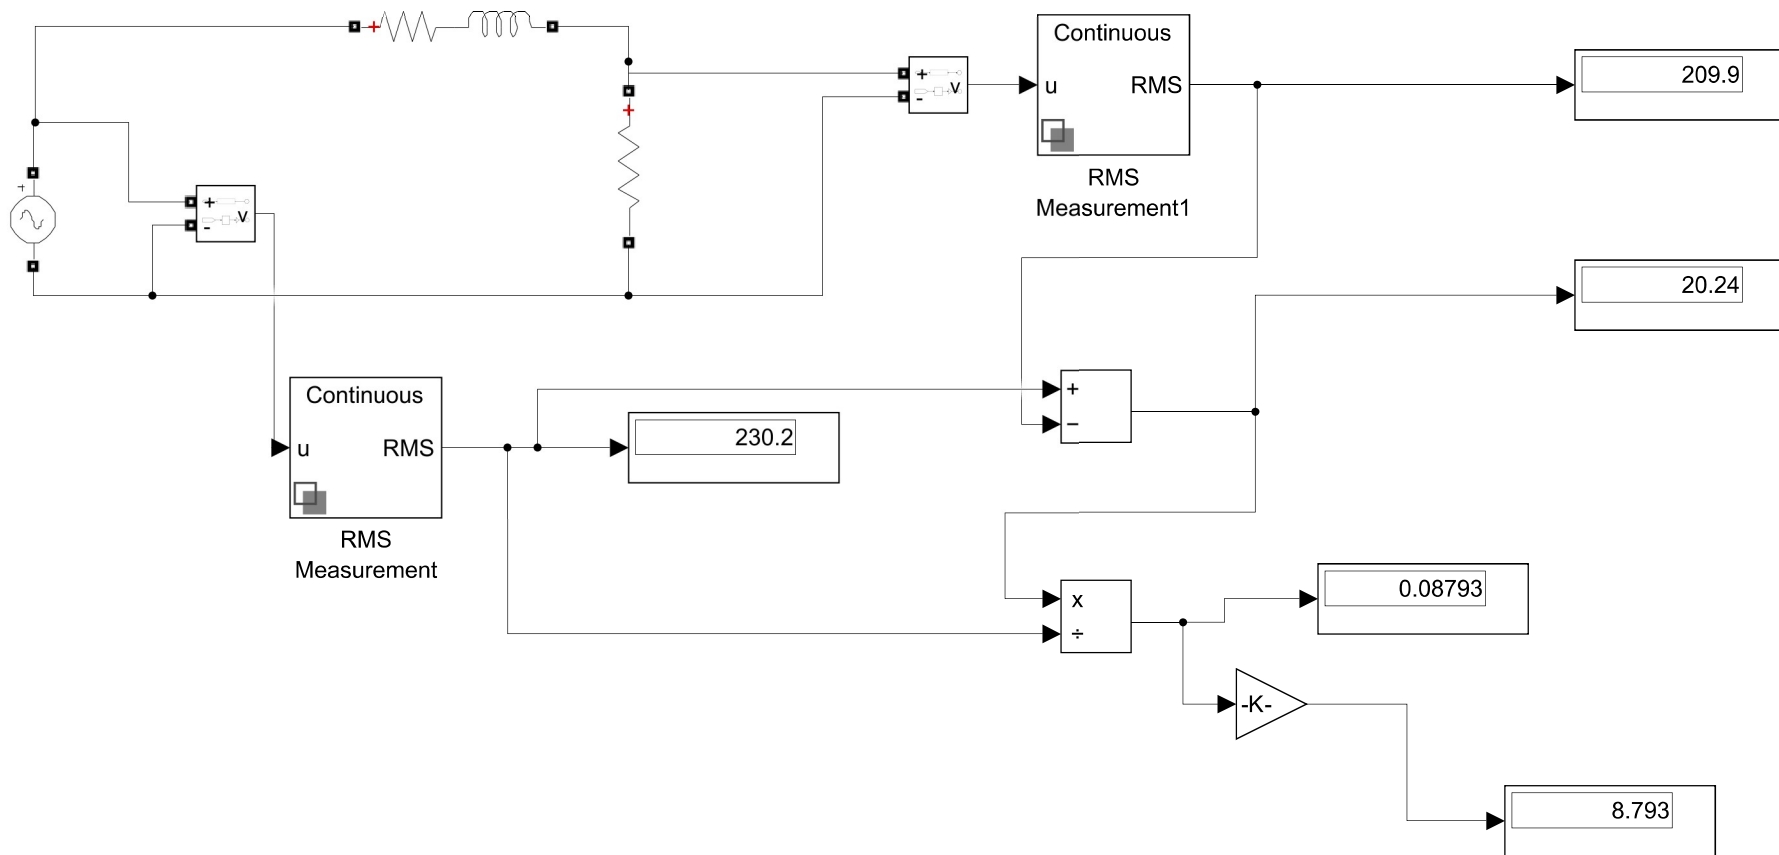 Continuous
u
RMS
RMS
Measurement1
209.9
+
-
v
+
-
v
+
20.24
Continuous
u
RMS
RMS
Measurement
230.2
+
−
x
÷
0.08793
-K-
8.793